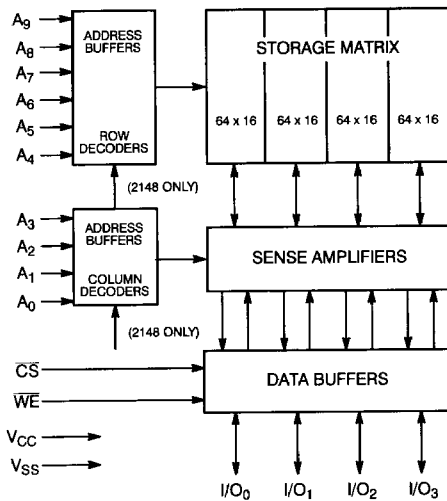 A9
A8
A7
A6
A5
A4
ADDRESS
BUFFERS
ROW
DECODERS
STORAGE MATRIX
64 x 16
64 x 16
64 x 16
64 x 16
(2148 ONLY)
A3
A2
A1
A0
ADDRESS
BUFFERS
COLUMN
DECODERS
SENSE AMPLIFIERS
(2148 ONLY)
C̅S̅
W̅E̅
DATA BUFFERS
VCC
VSS
I/O0
I/O1
I/O2
I/O3